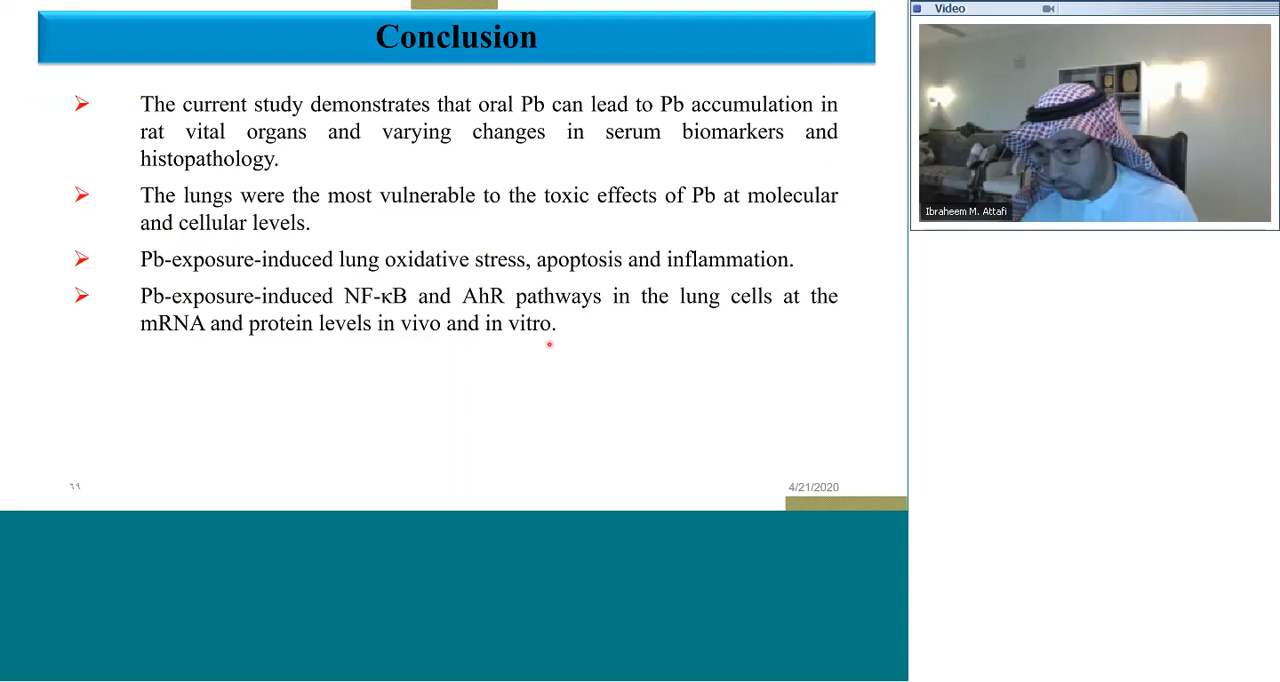 Conclusion
The current study demonstrates that oral Pb can lead to Pb accumulation in
rat vital organs and varying changes in serum biomarkers and
histopathology.
The lungs were the most vulnerable to the toxic effects of Pb at molecular
and cellular levels.
Pb-exposure-induced lung oxidative stress, apoptosis and inflammation.
Pb-exposure-induced NF-κB and AhR pathways in the lung cells at the
mRNA and protein levels in vivo and in vitro.
٦٩
4/21/2020
Video
Ibraheem M. Attafi